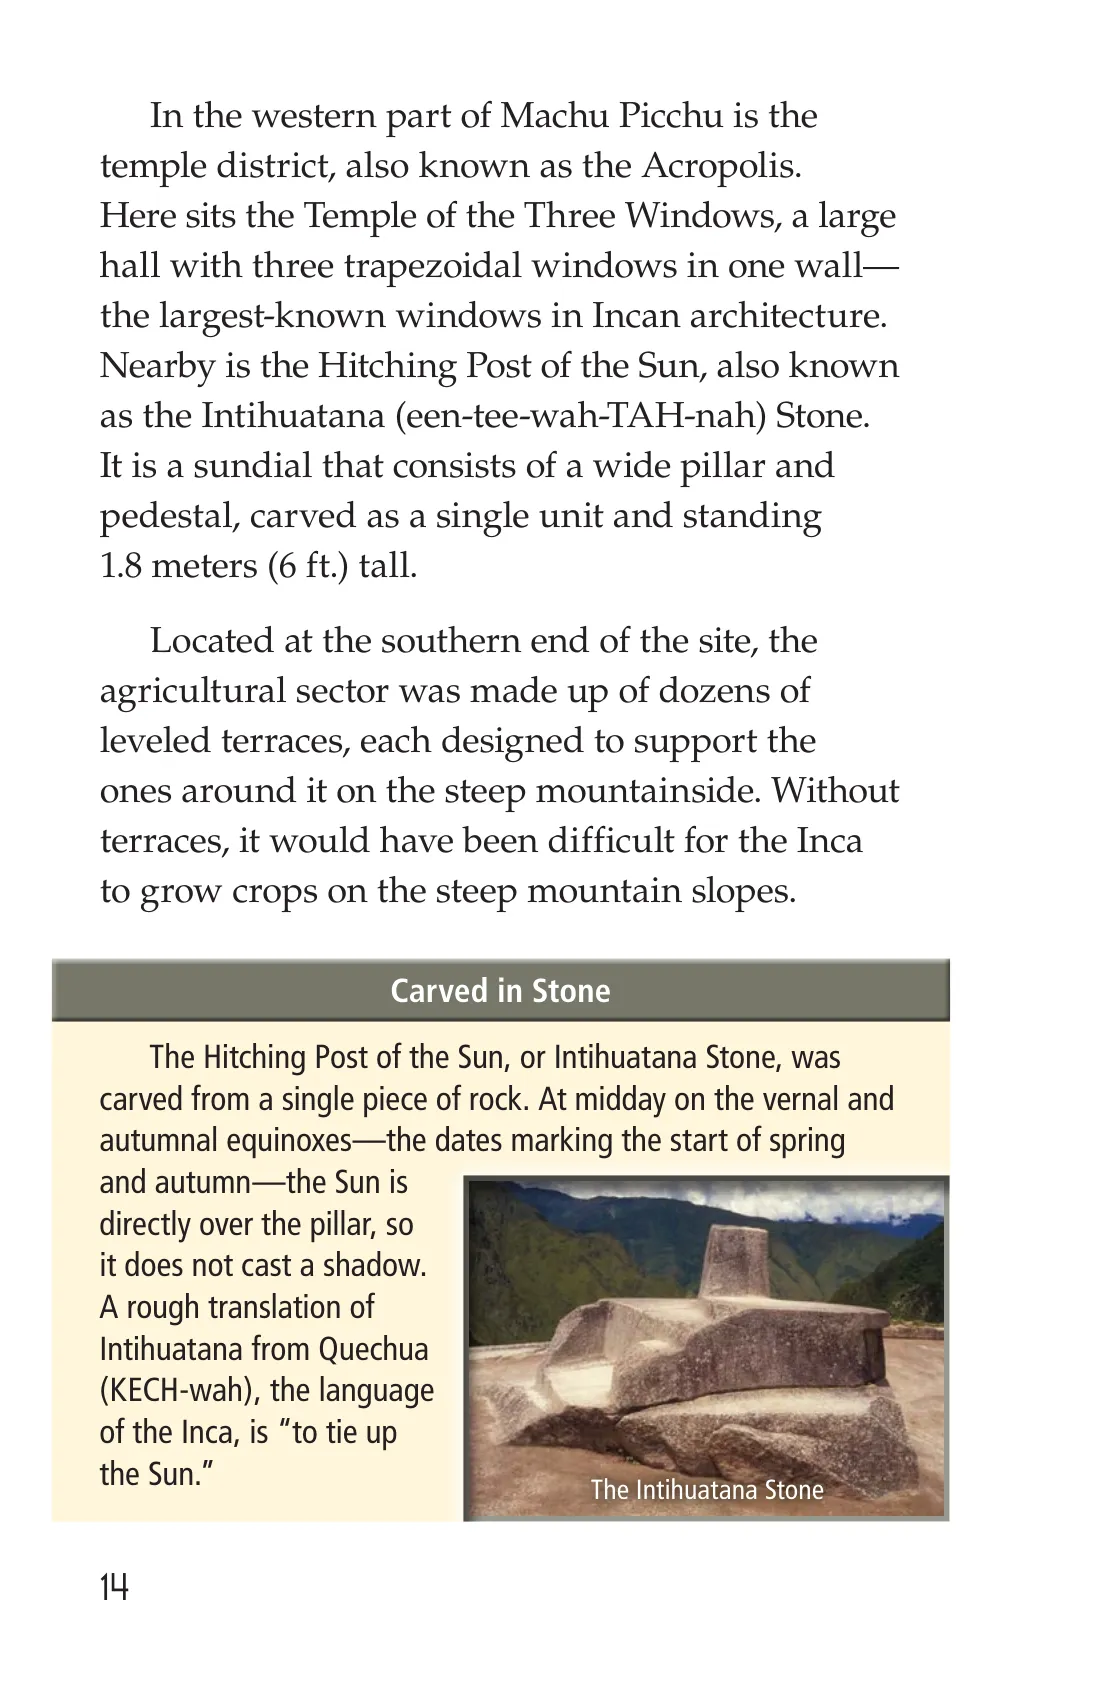 In the western part of Machu Picchu is the
temple district, also known as the Acropolis.
Here sits the Temple of the Three Windows, a large
hall with three trapezoidal windows in one wall—
the largest-known windows in Incan architecture.
Nearby is the Hitching Post of the Sun, also known
as the Intihuatana (een-tee-wah-TAH-nah) Stone.
It is a sundial that consists of a wide pillar and
pedestal, carved as a single unit and standing
1.8 meters (6 ft.) tall.
Located at the southern end of the site, the
agricultural sector was made up of dozens of
leveled terraces, each designed to support the
ones around it on the steep mountainside. Without
terraces, it would have been difficult for the Inca
to grow crops on the steep mountain slopes.
Carved in Stone
The Hitching Post of the Sun, or Intihuatana Stone, was
carved from a single piece of rock. At midday on the vernal and
autumnal equinoxes—the dates marking the start of spring
and autumn—the Sun is
directly over the pillar, so
it does not cast a shadow.
A rough translation of
Intihuatana from Quechua
(KECH-wah), the language
of the Inca, is “to tie up
the Sun.”
The Intihuatana Stone
14